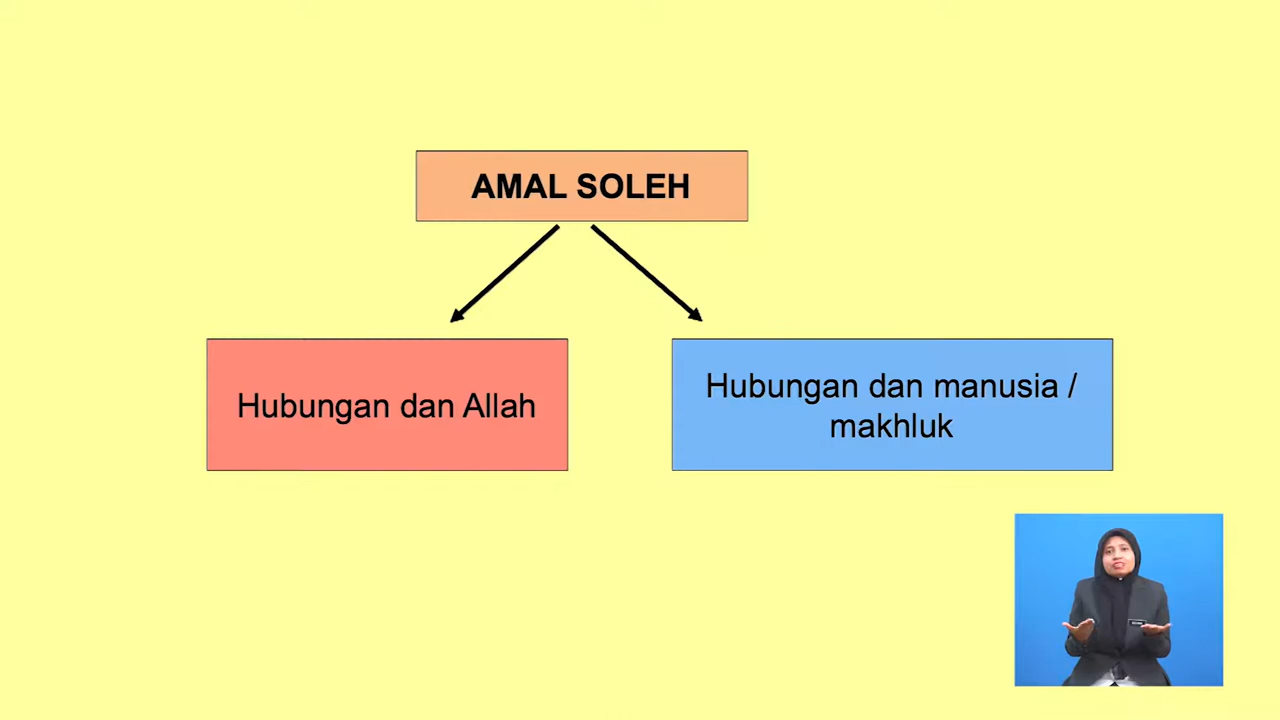 AMAL SOLEH
Hubungan dan Allah
Hubungan dan manusia /
makhluk